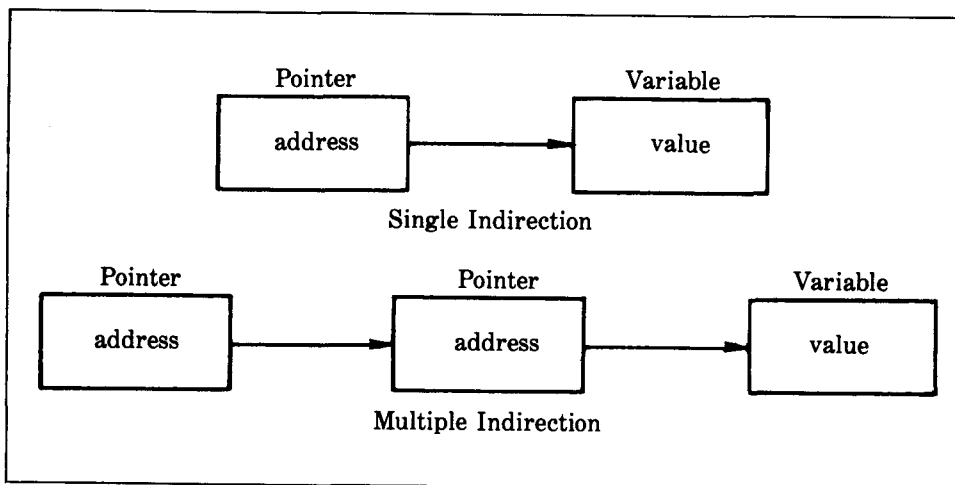 Pointer Variable
address value
Single Indirection
Pointer Pointer Variable
address address value
Multiple Indirection